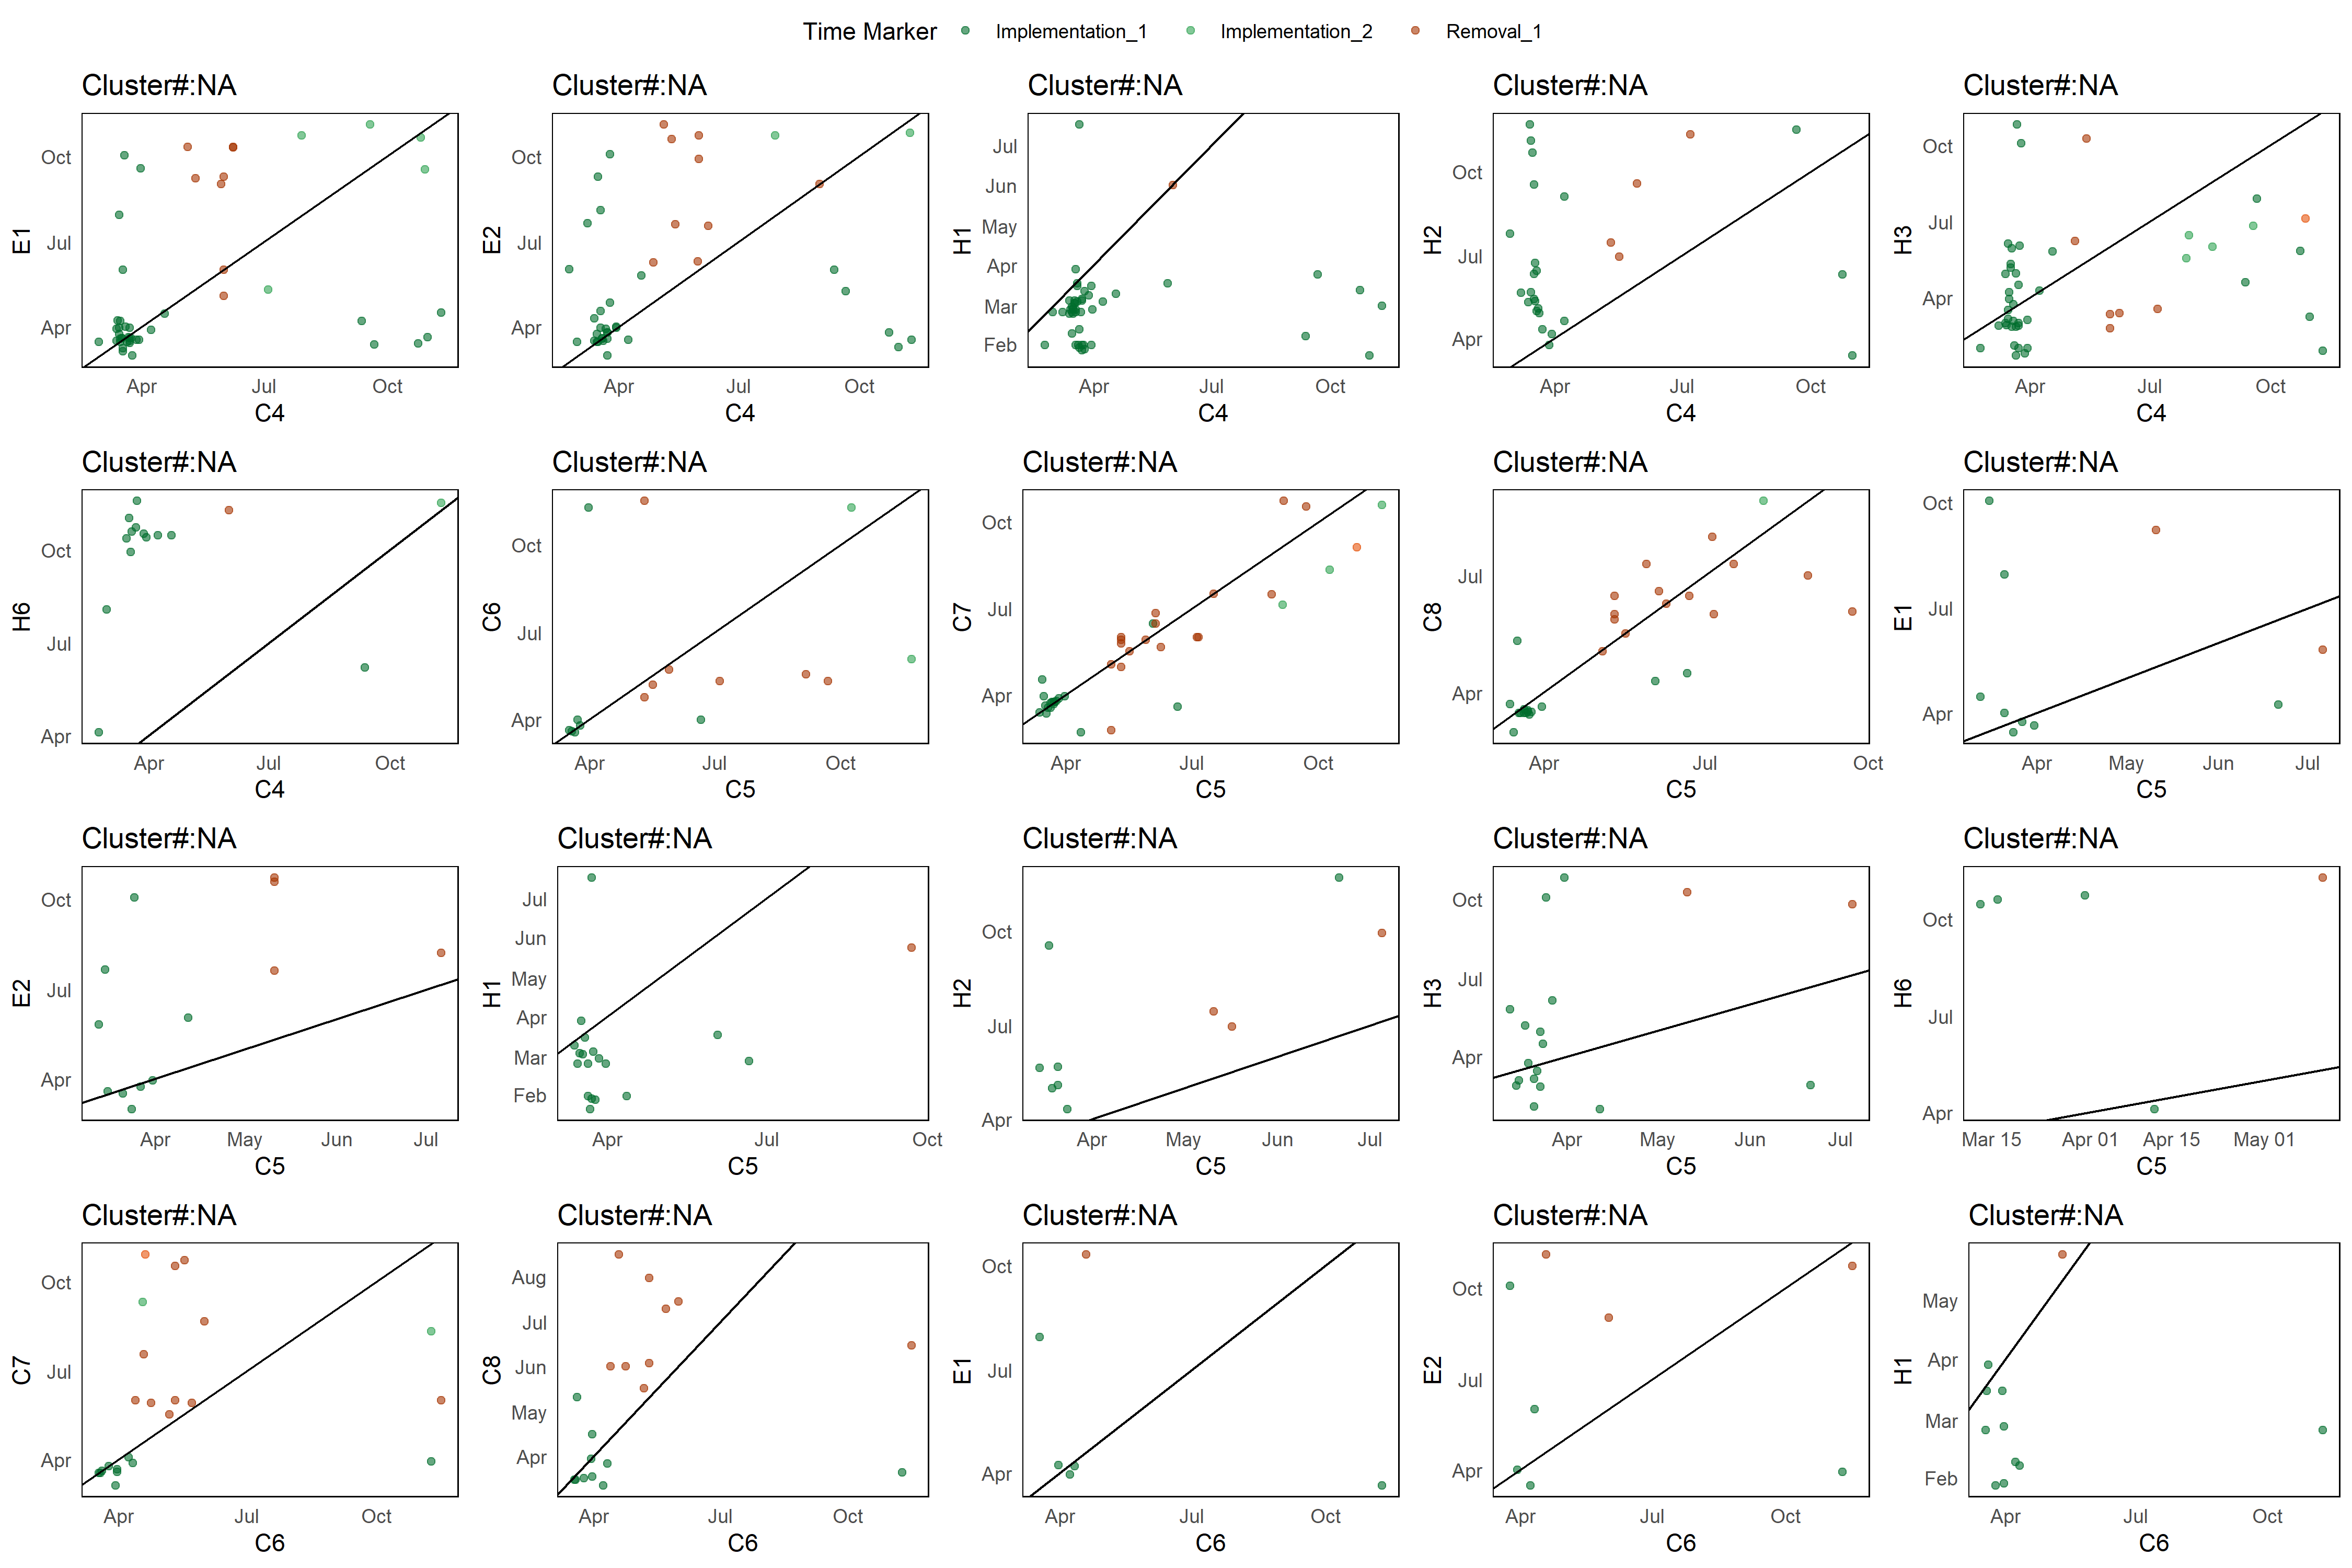 Time Marker Implementation_1 Implementation_2 Removal_1
Cluster#:NA Cluster#:NA Cluster#:NA Cluster#:NA Cluster#:NA
E1 Oct Jul Apr
Apr Jul Oct
C4
E2 Oct Jul Apr
Apr Jul Oct
C4
H1 Jul Jun May Apr Mar Feb
Apr Jul Oct
C4
H2 Oct Jul Apr
Apr Jul Oct
C4
H3 Oct Jul Apr
Apr Jul Oct
C4
Cluster#:NA Cluster#:NA Cluster#:NA Cluster#:NA Cluster#:NA
H6 Oct Jul Apr
Apr Jul Oct
C4
C6 Oct Jul Apr
Apr Jul Oct
C5
C7 Oct Jul Apr
Apr Jul Oct
C5
C8 Jul Apr
Apr Jul Oct
C5
E1 Oct Jul Apr
Apr May Jun Jul
C5
Cluster#:NA Cluster#:NA Cluster#:NA Cluster#:NA Cluster#:NA
E2 Oct Jul Apr
Apr May Jun Jul
C5
H1 Jul Jun May Apr Mar Feb
Apr Jul Oct
C5
H2 Oct Jul Apr
Apr May Jun Jul
C5
H3 Oct Jul Apr
Apr May Jun Jul
C5
H6 Oct Jul Apr
Mar 15 Apr 01 Apr 15 May 01
C5
Cluster#:NA Cluster#:NA Cluster#:NA Cluster#:NA Cluster#:NA
C7 Oct Jul Apr
Apr Jul Oct
C6
C8 Aug Jul Jun May Apr
Apr Jul Oct
C6
E1 Oct Jul Apr
Apr Jul Oct
C6
E2 Oct Jul Apr
Apr Jul Oct
C6
H1 May Apr Mar Feb
Apr Jul Oct
C6